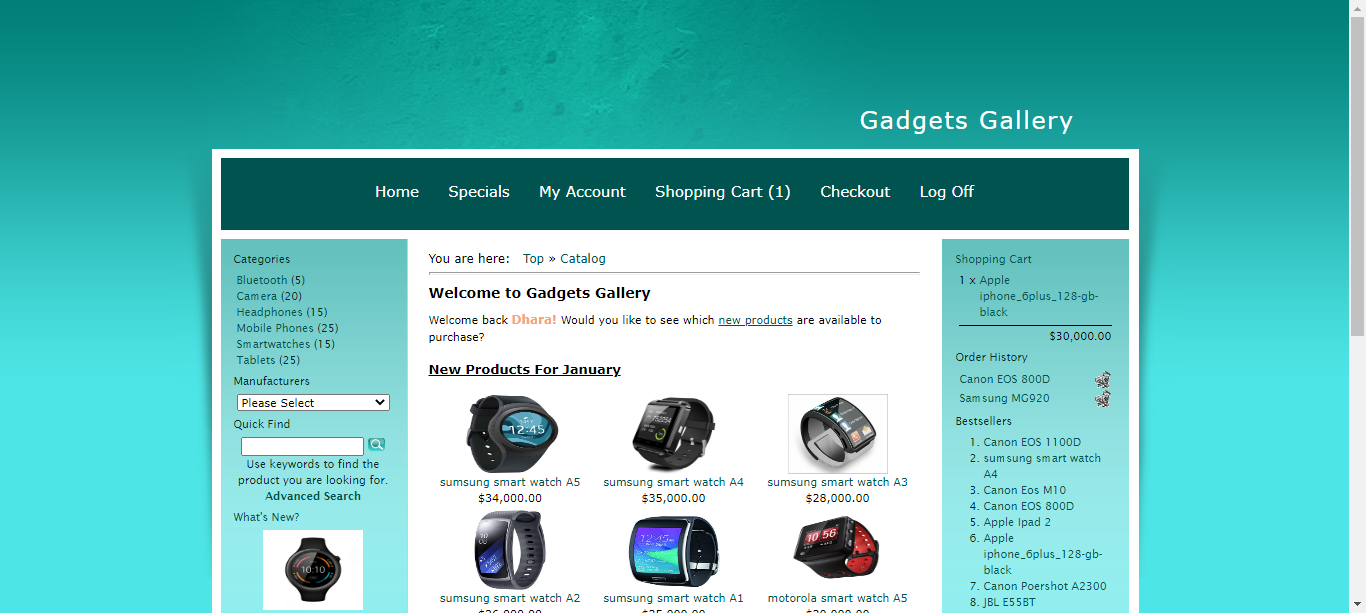 Gadgets Gallery
Home Specials My Account Shopping Cart (1) Checkout Log Off
Categories
Bluetooth (5)
Camera (20)
Headphones (15)
Mobile Phones (25)
Smartwatches (15)
Tablets (25)
Manufacturers
Please Select
Quick Find
Use keywords to find the
product you are looking for.
Advanced Search
What's New?
10:10
You are here: Top » Catalog
Welcome to Gadgets Gallery
Welcome back Dhara! Would you like to see which new products are available to
purchase?
New Products For January
12:45
sumsung smart watch A5
$34,000.00
sumsung smart watch A4
$35,000.00
sumsung smart watch A3
$28,000.00
10:56
sumsung smart watch A2
sumsung smart watch A1
motorola smart watch A5
Shopping Cart
1 x Apple
iphone_6plus_128-gb-
black
$30,000.00
Order History
Canon EOS 800D
Samsung MG920
Bestsellers
1. Canon EOS 1100D
2. sumsung smart watch
A4
3. Canon Eos M10
4. Canon EOS 800D
5. Apple Ipad 2
6. Apple
iphone_6plus_128-gb-
black
7. Canon Poershot A2300
8. JBL E55BT